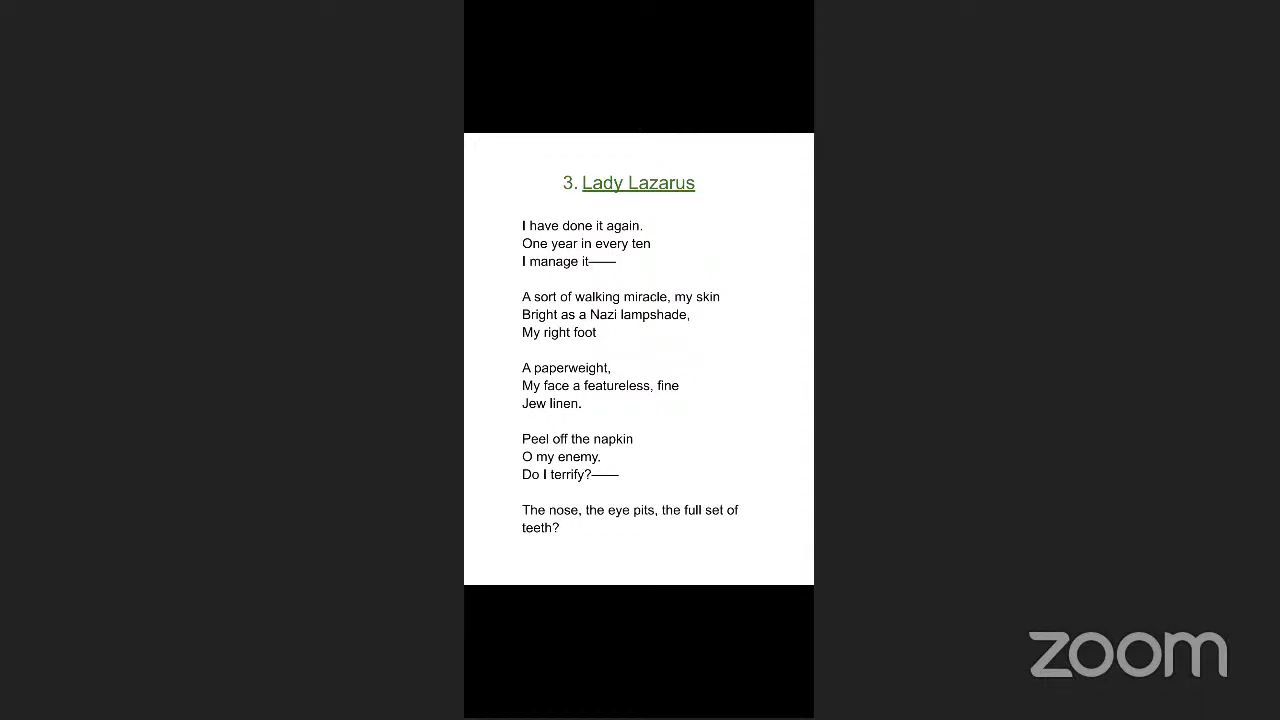 3. Lady Lazarus
I have done it again.
One year in every ten
I manage it——
A sort of walking miracle, my skin
Bright as a Nazi lampshade,
My right foot
A paperweight,
My face a featureless, fine
Jew linen.
Peel off the napkin
O my enemy.
Do I terrify?——
The nose, the eye pits, the full set of
teeth?
zoom